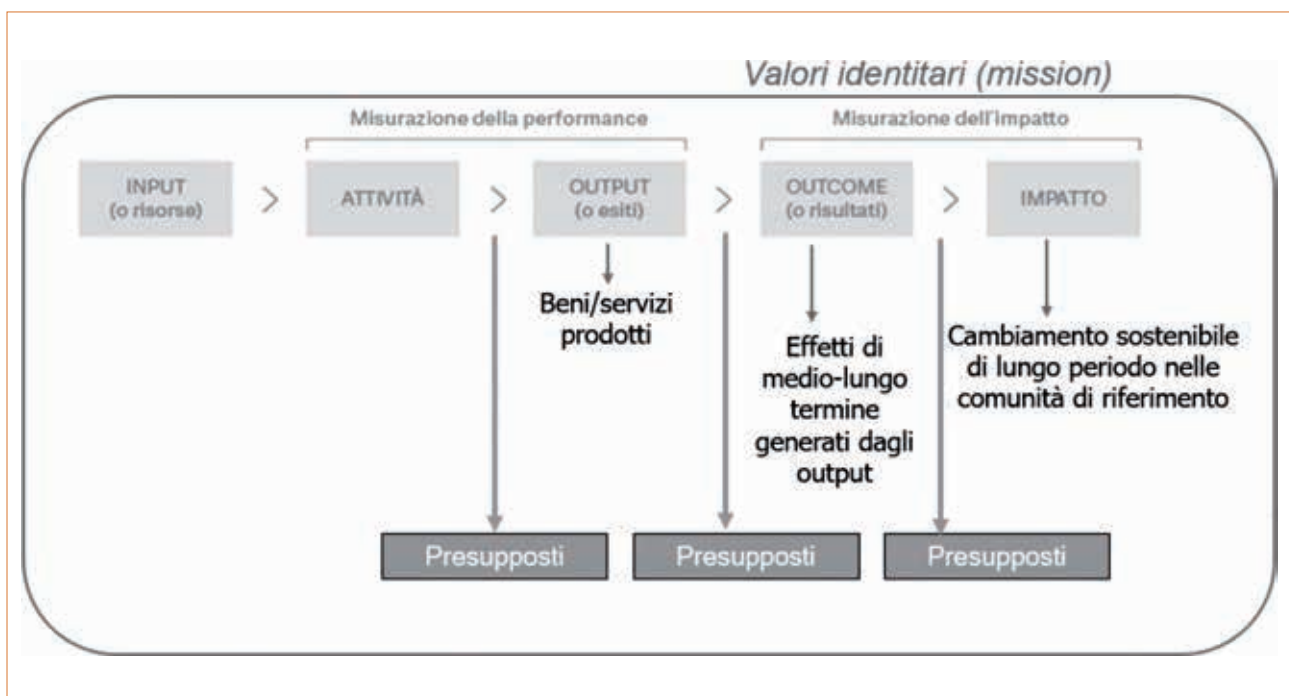 Valori identitari (mission)
Misurazione della performance
Misurazione dell'impatto
INPUT
(o risorse)
>
ATTIVITÀ
>
OUTPUT
(o esiti)
>
OUTCOME
(o risultati)
>
IMPATTO
Beni/servizi
prodotti
Effetti di
medio-lungo
termine
generati dagli
output
Cambiamento sostenibile
di lungo periodo nelle
comunità di riferimento
Presupposti
Presupposti
Presupposti